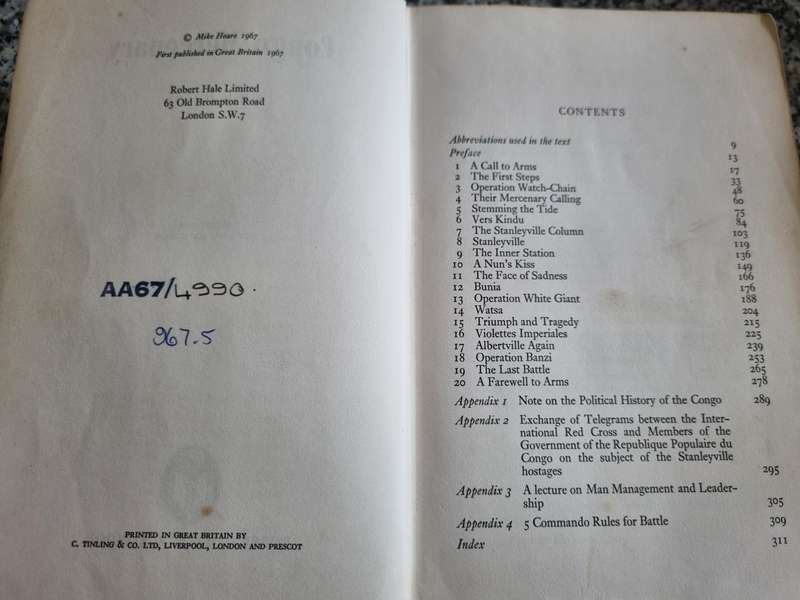 © Mike Hoare 1967
First published in Great Britain 1967
Robert Hale Limited
63 Old Brompton Road
London S.W.7
AA67/4990.
967.5
PRINTED IN GREAT BRITAIN BY
C. TINLING & CO. LTD, LIVERPOOL, LONDON AND PRESCOT
CONTENTS
Abbreviations used in the text 9
Preface 13
1 A Call to Arms 17
2 The First Steps 33
3 Operation Watch-Chain 48
4 Their Mercenary Calling 60
5 Stemming the Tide 75
6 Vers Kindu 84
7 The Stanleyville Column 103
8 Stanleyville 119
9 The Inner Station 136
10 A Nun's Kiss 149
11 The Face of Sadness 166
12 Bunia 176
13 Operation White Giant 188
14 Watsa 204
15 Triumph and Tragedy 215
16 Violettes Imperiales 225
17 Albertville Again 239
18 Operation Banzi 253
19 The Last Battle 265
20 A Farewell to Arms 278
Appendix 1 Note on the Political History of the Congo 289
Appendix 2 Exchange of Telegrams between the Inter-
national Red Cross and Members of the
Government of the Republique Populaire du
Congo on the subject of the Stanleyville
hostages 295
Appendix 3 A lecture on Man Management and Leader-
ship 305
Appendix 4 5 Commando Rules for Battle 309
Index 311